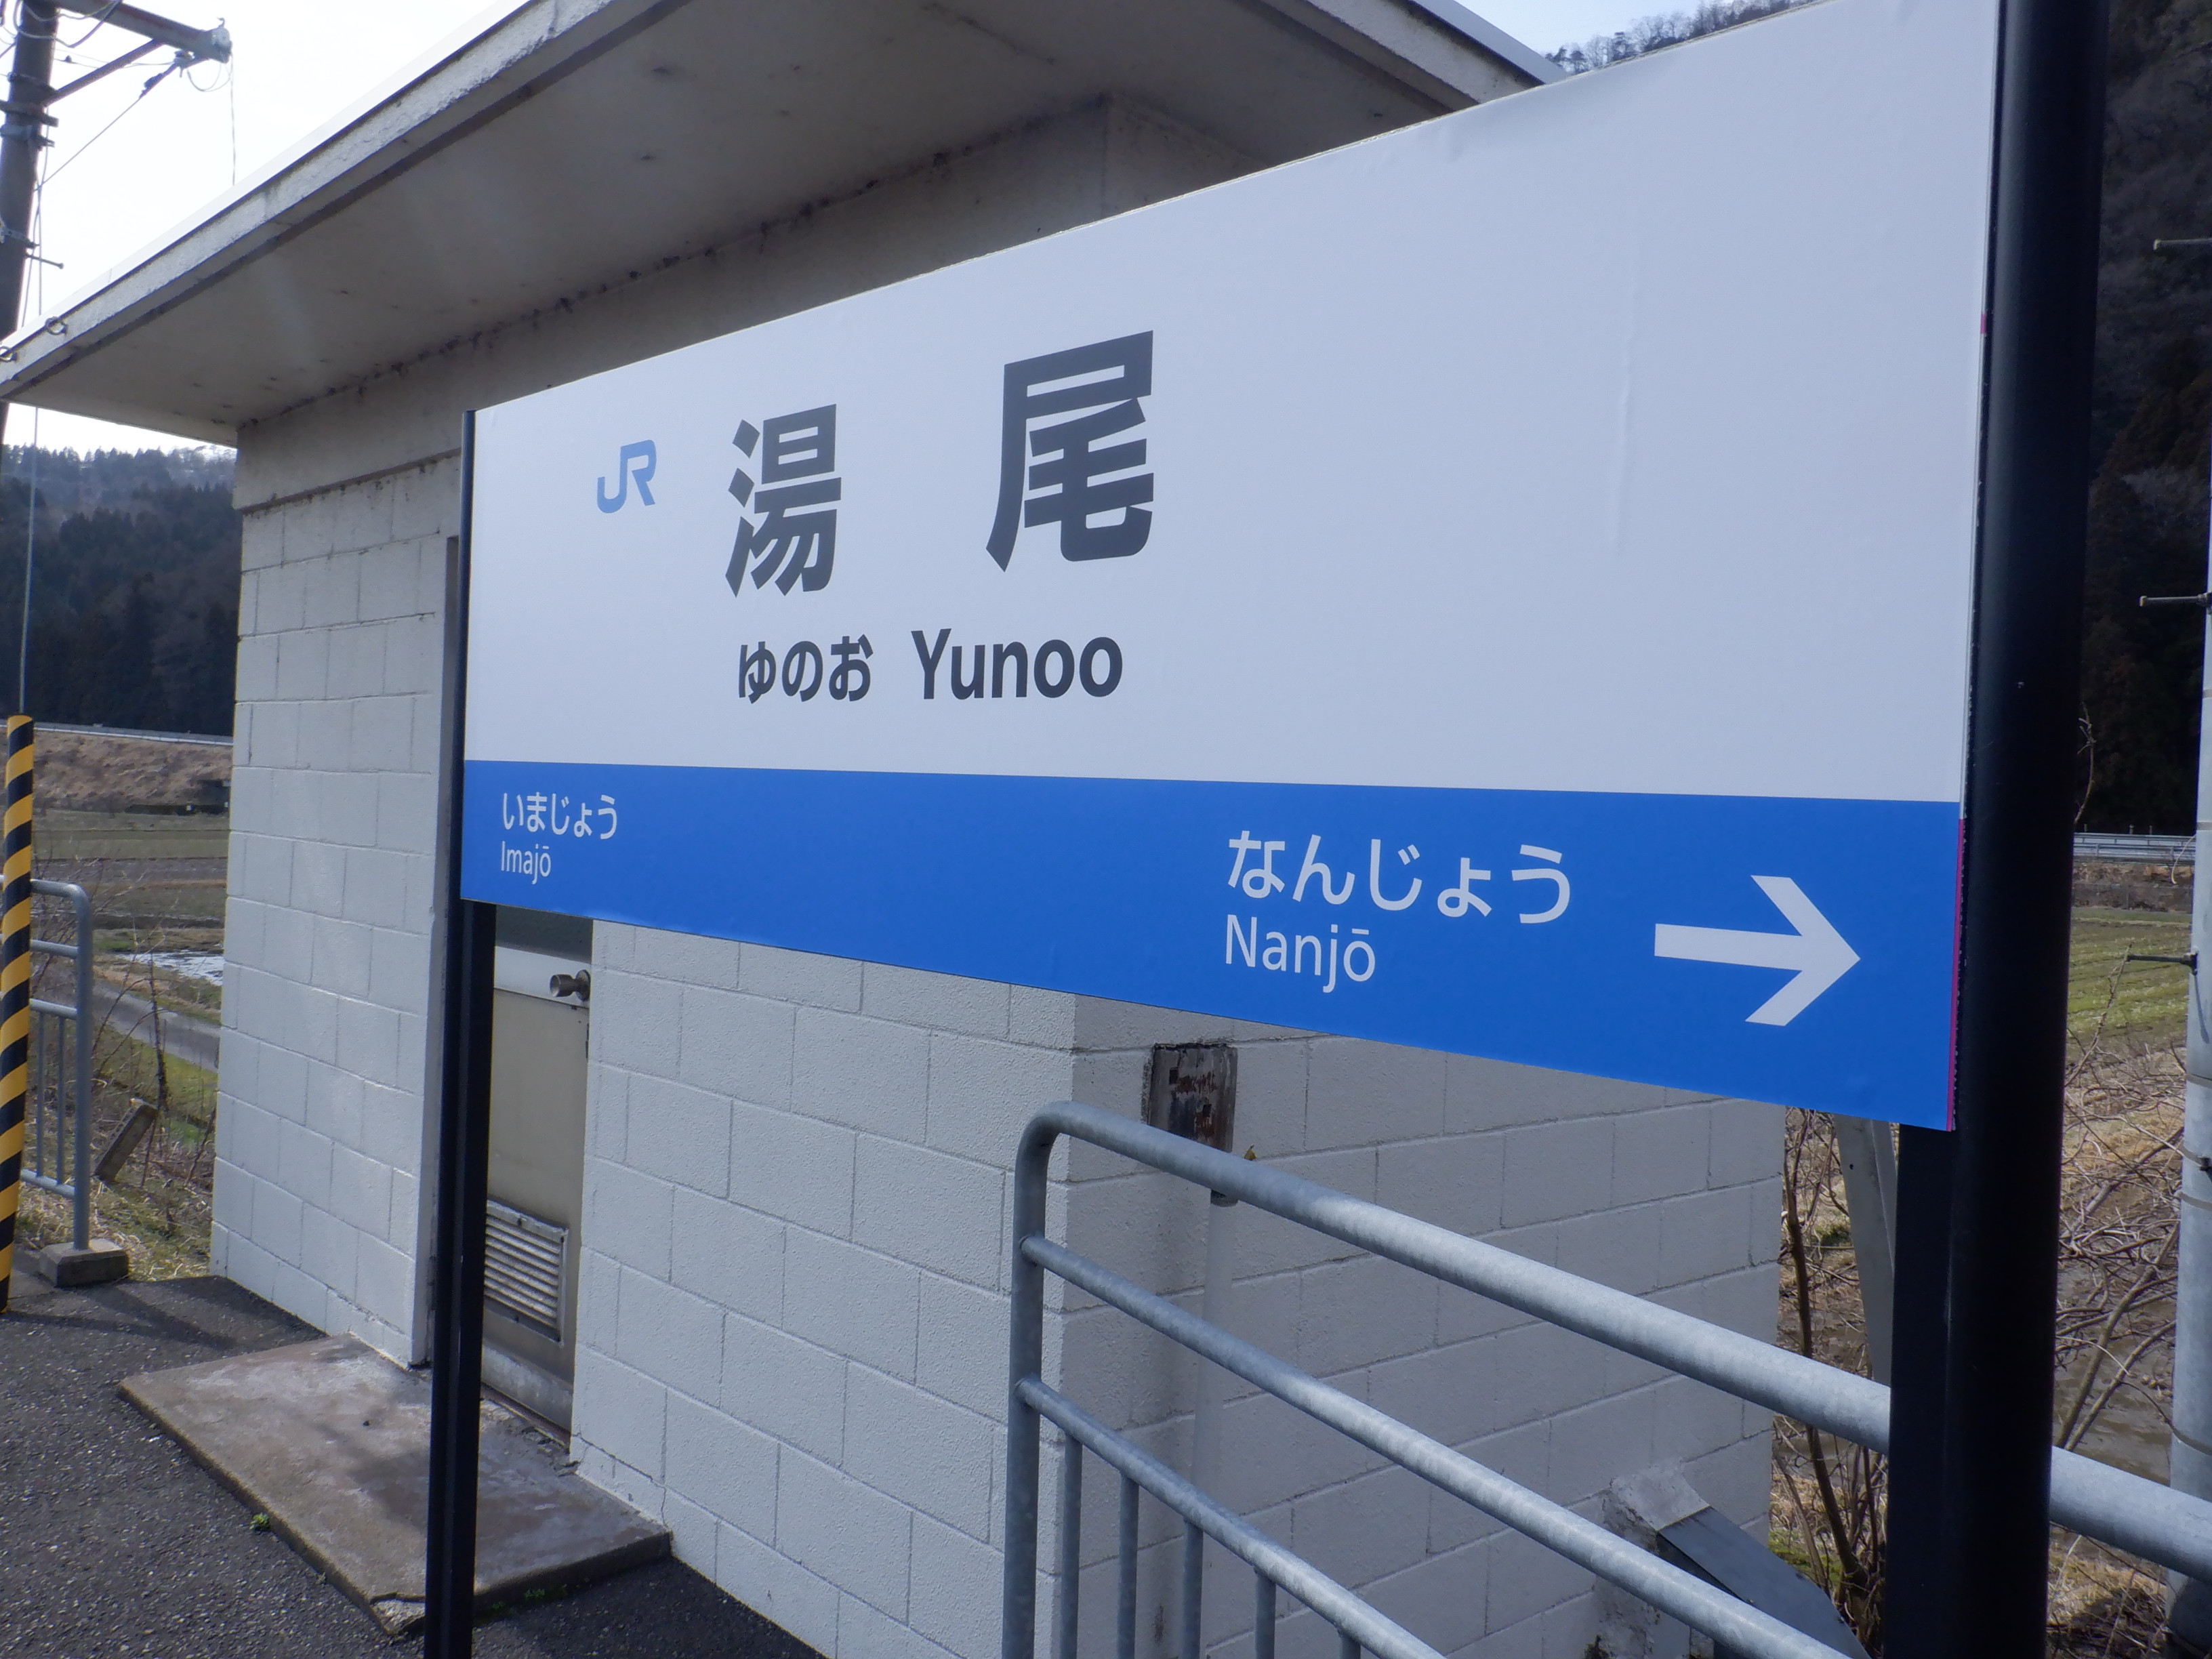 JR 湯尾
ゆのお Yunoo
いまじょう
Imajō
なんじょう
Nanjō